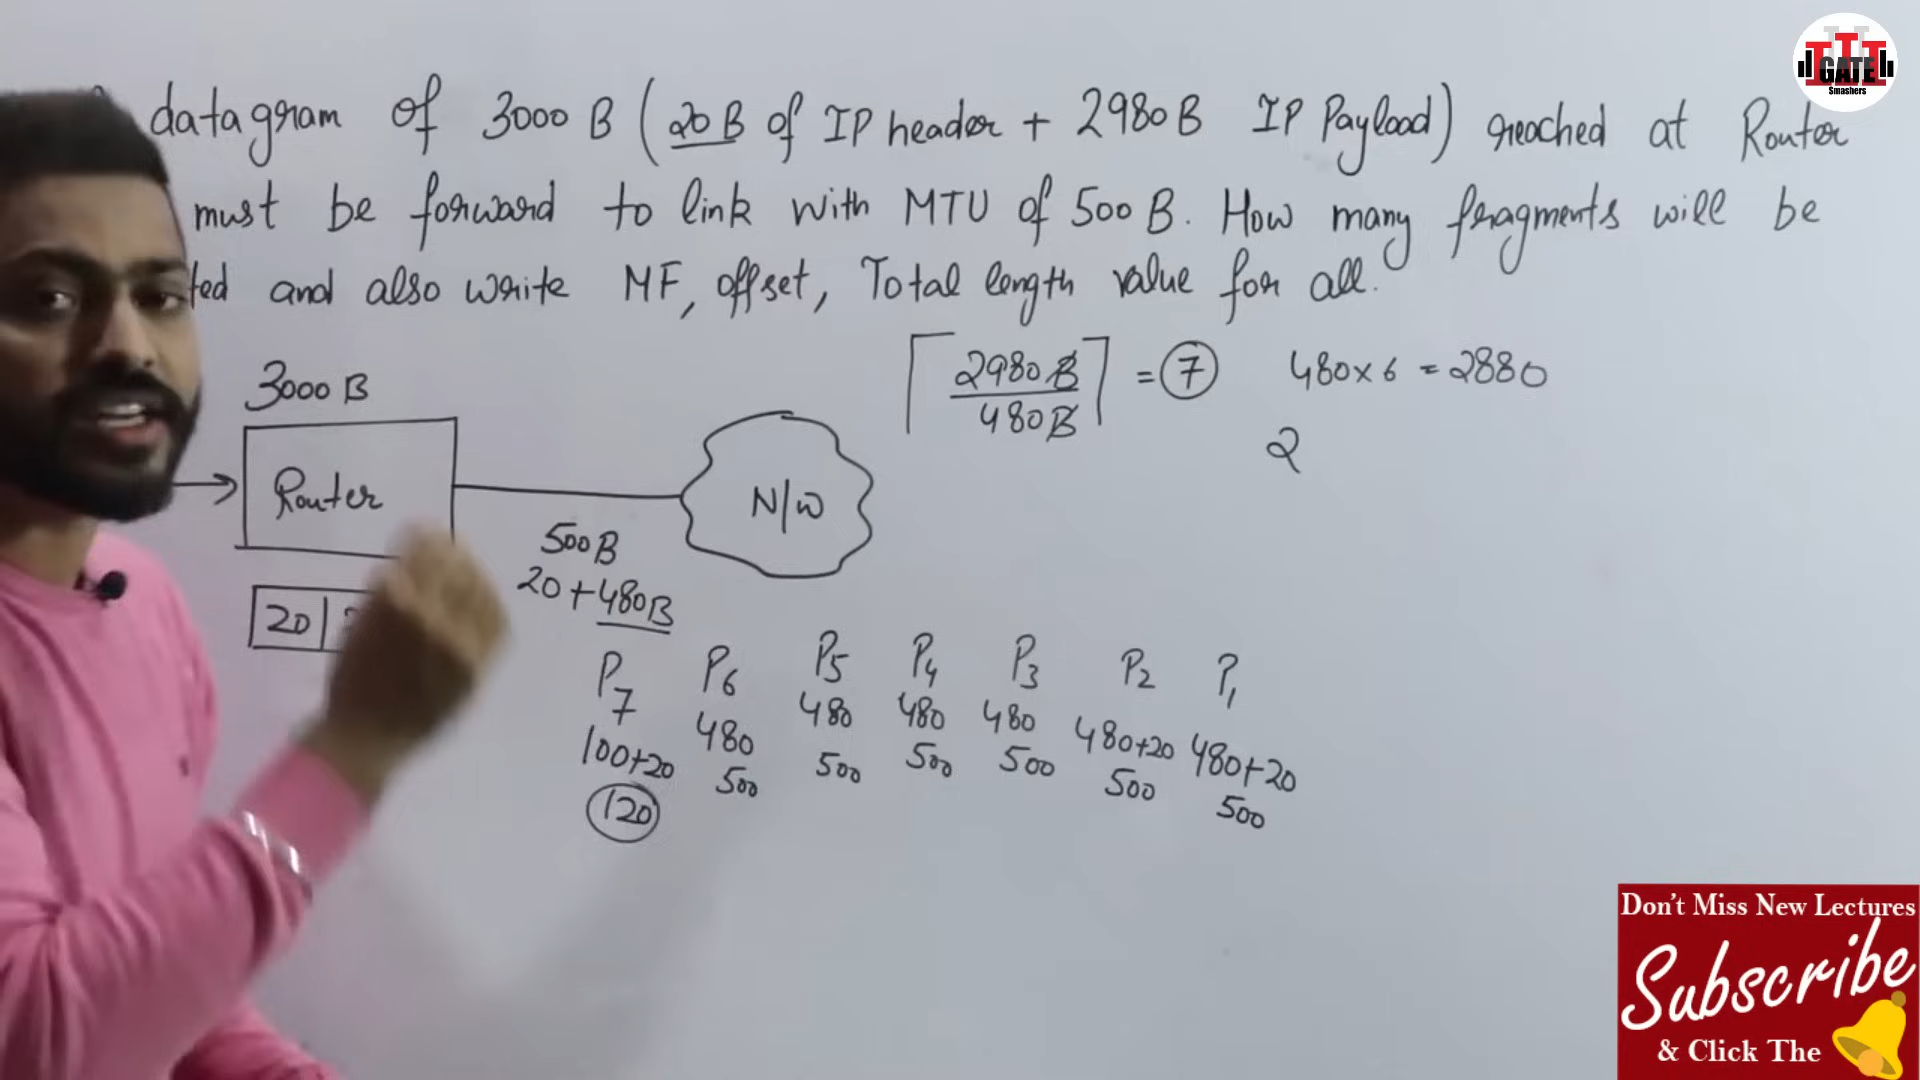 datagram of 3000 B (20 B of IP header + 2980 B IP Payload) reached at Router
must be forward to link with MTU of 500 B. How many fragments will be
ted and also write MF, offset, Total length value for all.
⌈2980 B / 480 B⌉ = 7 480 x 6 = 2880
2
3000 B
Router
N/W
500 B
20 + 480 B
20
P7 P6 P5 P4 P3 P2 P1
100+20 480 480 480 480 480+20 480+20
120 500 500 500 500 500 500
GATE
Smashers
Don't Miss New Lectures
Subscribe
& Click The